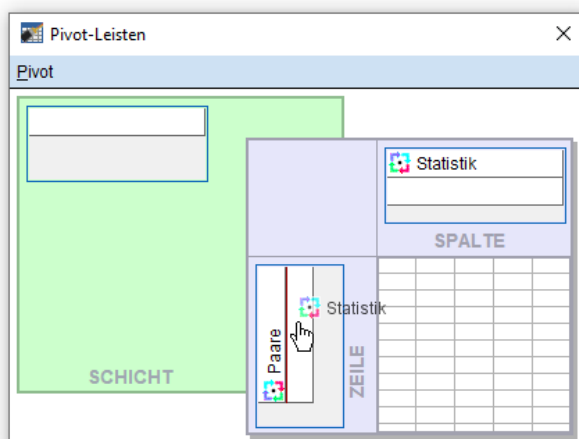 Pivot-Leisten
Pivot
Statistik
SPALTE
Statistik
Paare
ZEILE
SCHICHT